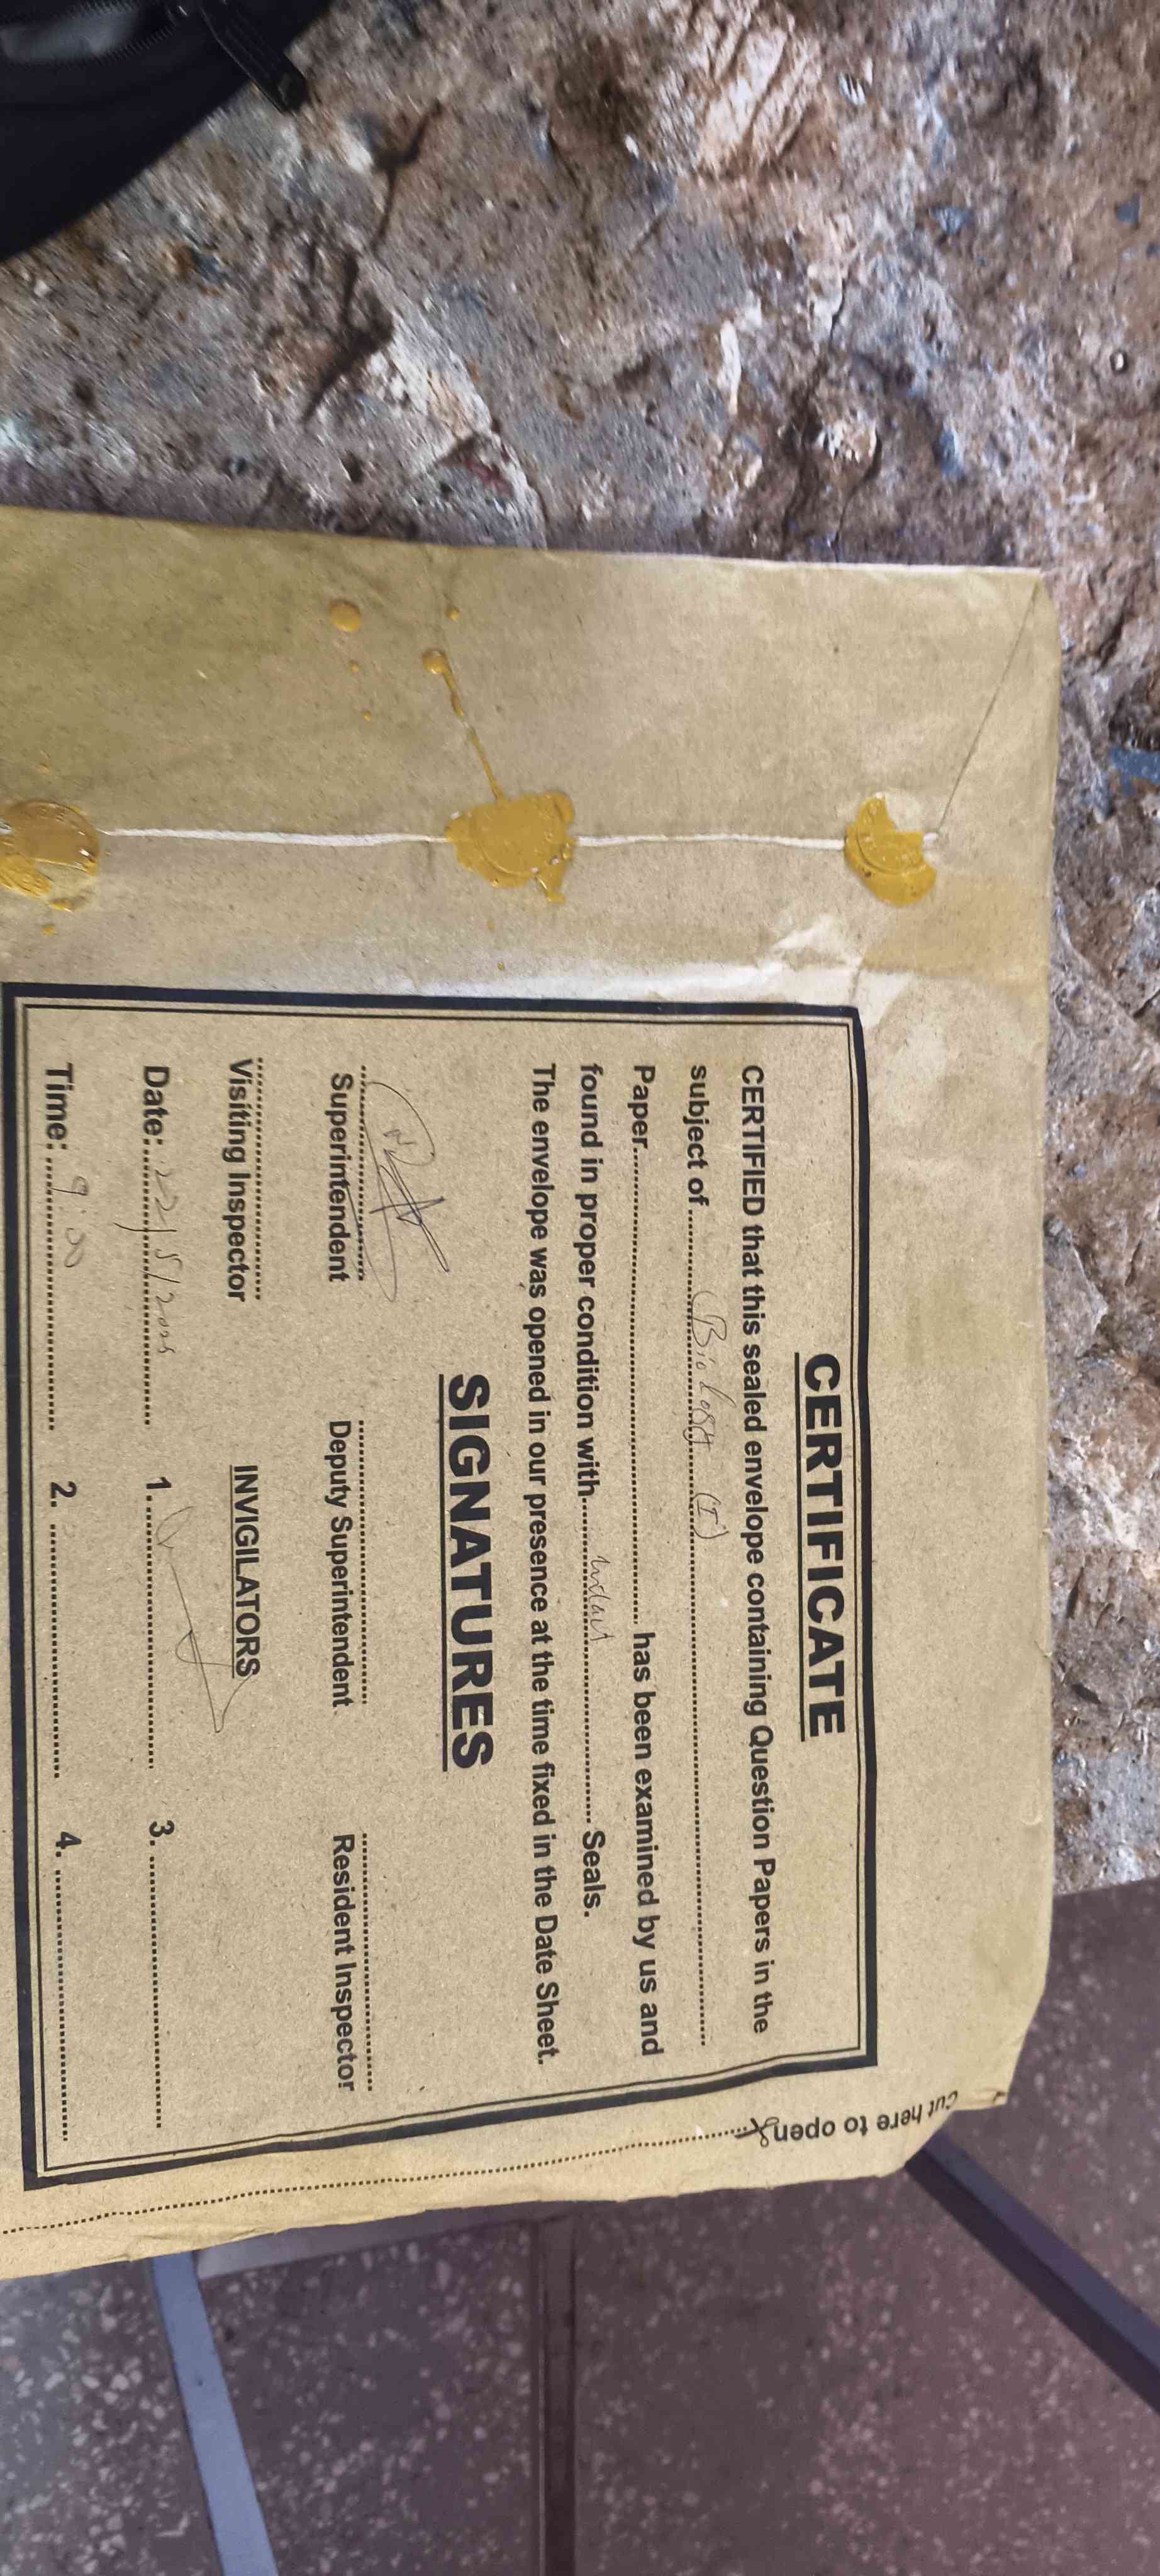 CERTIFICATE
CERTIFIED that this sealed envelope containing Question Papers in the
subject of (Biology (I)
Paper has been examined by us and
found in proper condition with intact Seals.
The envelope was opened in our presence at the time fixed in the Date Sheet.
SIGNATURES
Superintendent Deputy Superintendent Resident Inspector
Visiting Inspector INVIGILATORS
Date: 22/5/ 1. 3.
Time: 9:00 2. 4.
Cut here to open